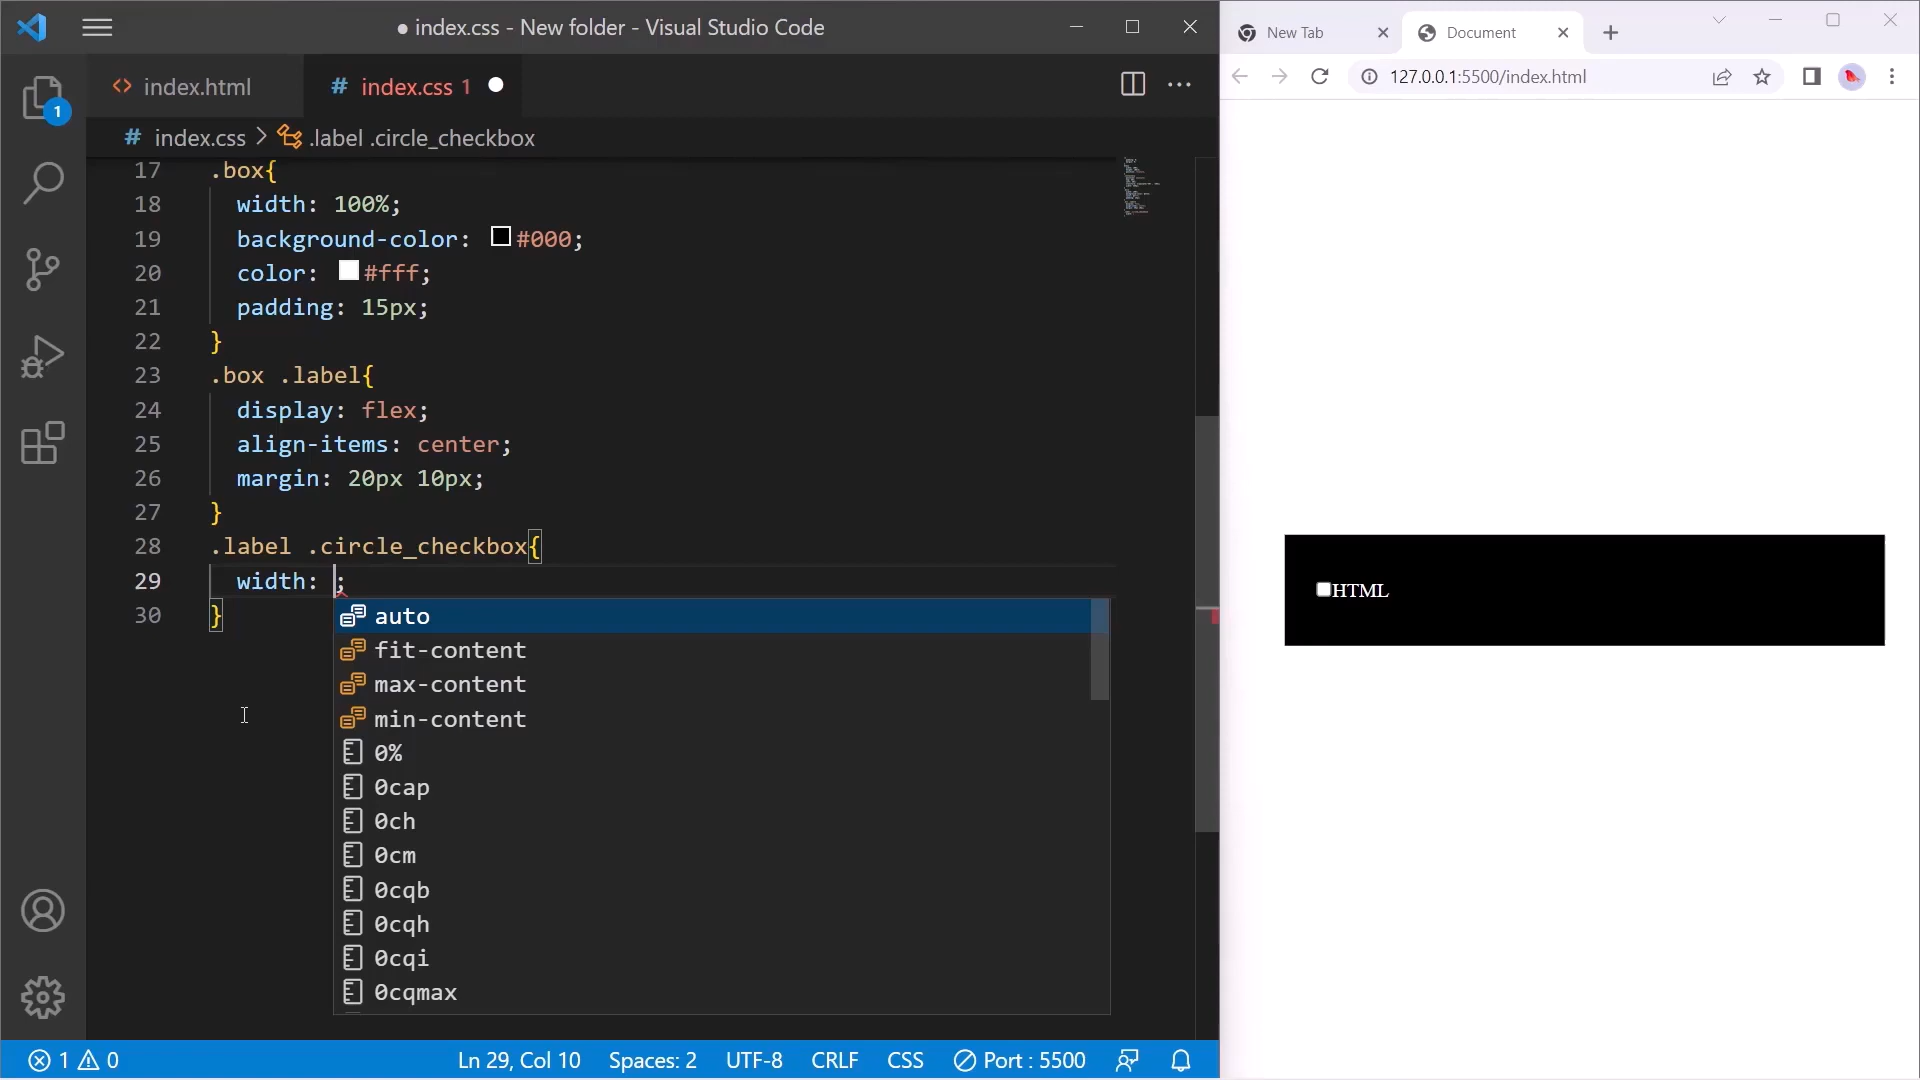 ● index.css - New folder - Visual Studio Code
index.html
# index.css 1
# index.css > .label .circle_checkbox
1
17 .box{
18 width: 100%;
19 background-color: #000;
20 color: #fff;
21 padding: 15px;
22 }
23 .box .label{
24 display: flex;
25 align-items: center;
26 margin: 20px 10px;
27 }
28 .label .circle_checkbox{
29 width: ;
30 }
auto
fit-content
max-content
min-content
0%
0cap
0ch
0cm
0cqb
0cqh
0cqi
0cqmax
1 0
Ln 29, Col 10
Spaces: 2
UTF-8
CRLF
CSS
Port : 5500
New Tab
Document
127.0.0.1:5500/index.html
HTML